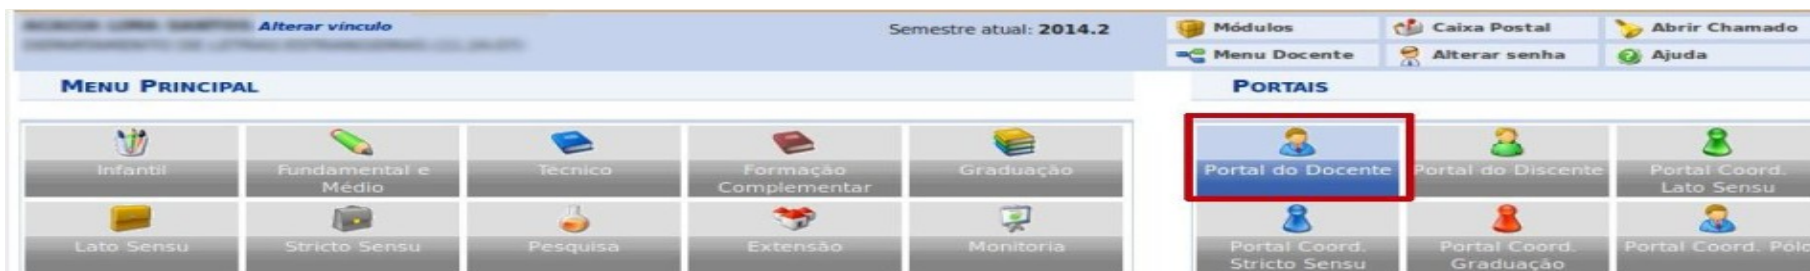 Alterar vínculo
Semestre atual: 2014.2
Módulos
Caixa Postal
Abrir Chamado
Menu Docente
Alterar senha
Ajuda
MENU PRINCIPAL
PORTAIS
Infantil
Fundamental e
Médio
Técnico
Formação
Complementar
Graduação
Portal do Docente
Portal do Discente
Portal Coord.
Lato Sensu
Lato Sensu
Stricto Sensu
Pesquisa
Extensão
Monitoria
Portal Coord.
Stricto Sensu
Portal Coord.
Graduação
Portal Coord. Pólo